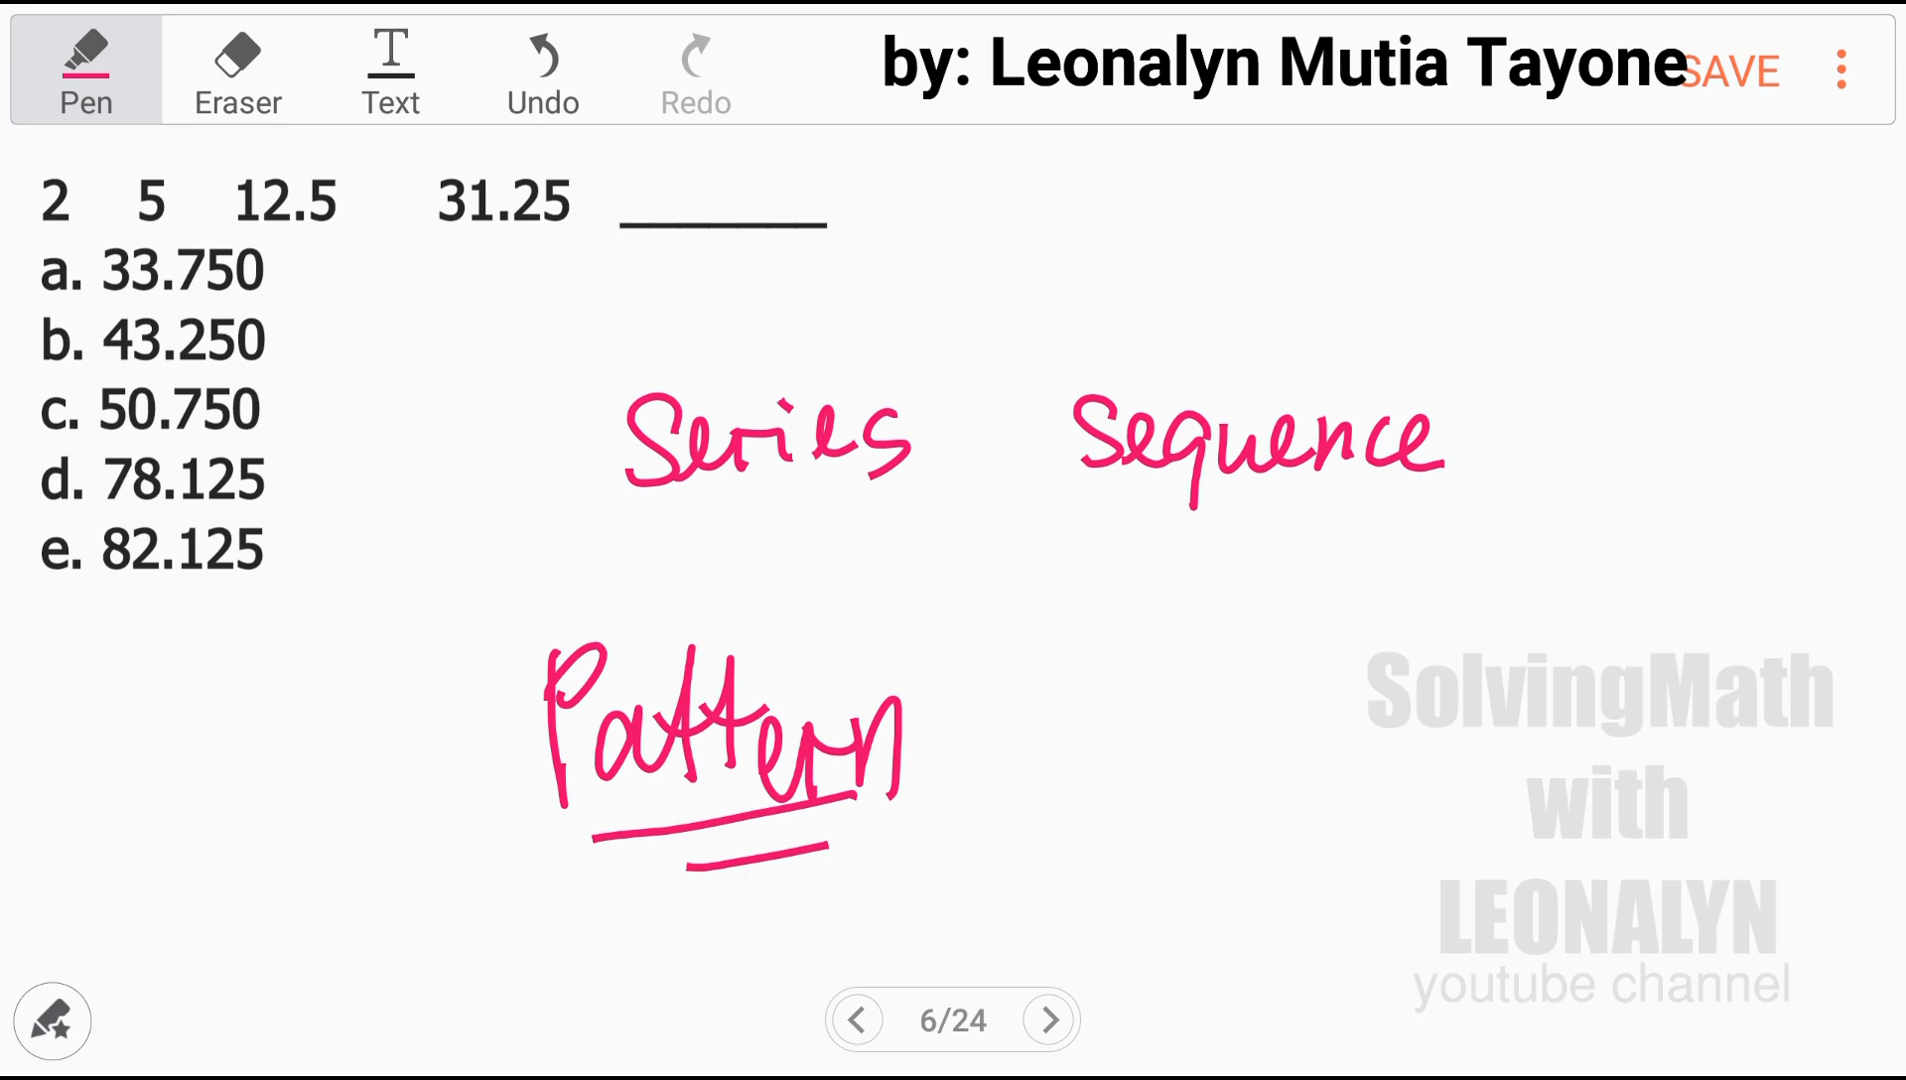 by: Leonalyn Mutia Tayone
SAVE
Pen Eraser Text Undo Redo
2 5 12.5 31.25 _______
a. 33.750
b. 43.250
c. 50.750
d. 78.125
e. 82.125
Series Sequence
Pattern
SolvingMath
with
LEONALYN
youtube channel
6/24